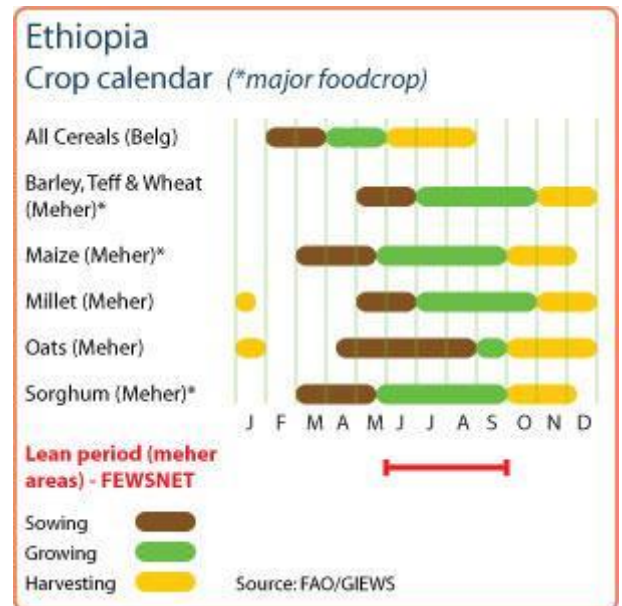 Ethiopia
Crop calendar (*major foodcrop)
All Cereals (Belg)
Barley, Teff & Wheat
(Meher)*
Maize (Meher)*
Millet (Meher)
Oats (Meher)
Sorghum (Meher)*
J F M A M J J A S O N D
Lean period (meher
areas) - FEWSNET
Sowing
Growing
Harvesting
Source: FAO/GIEWS